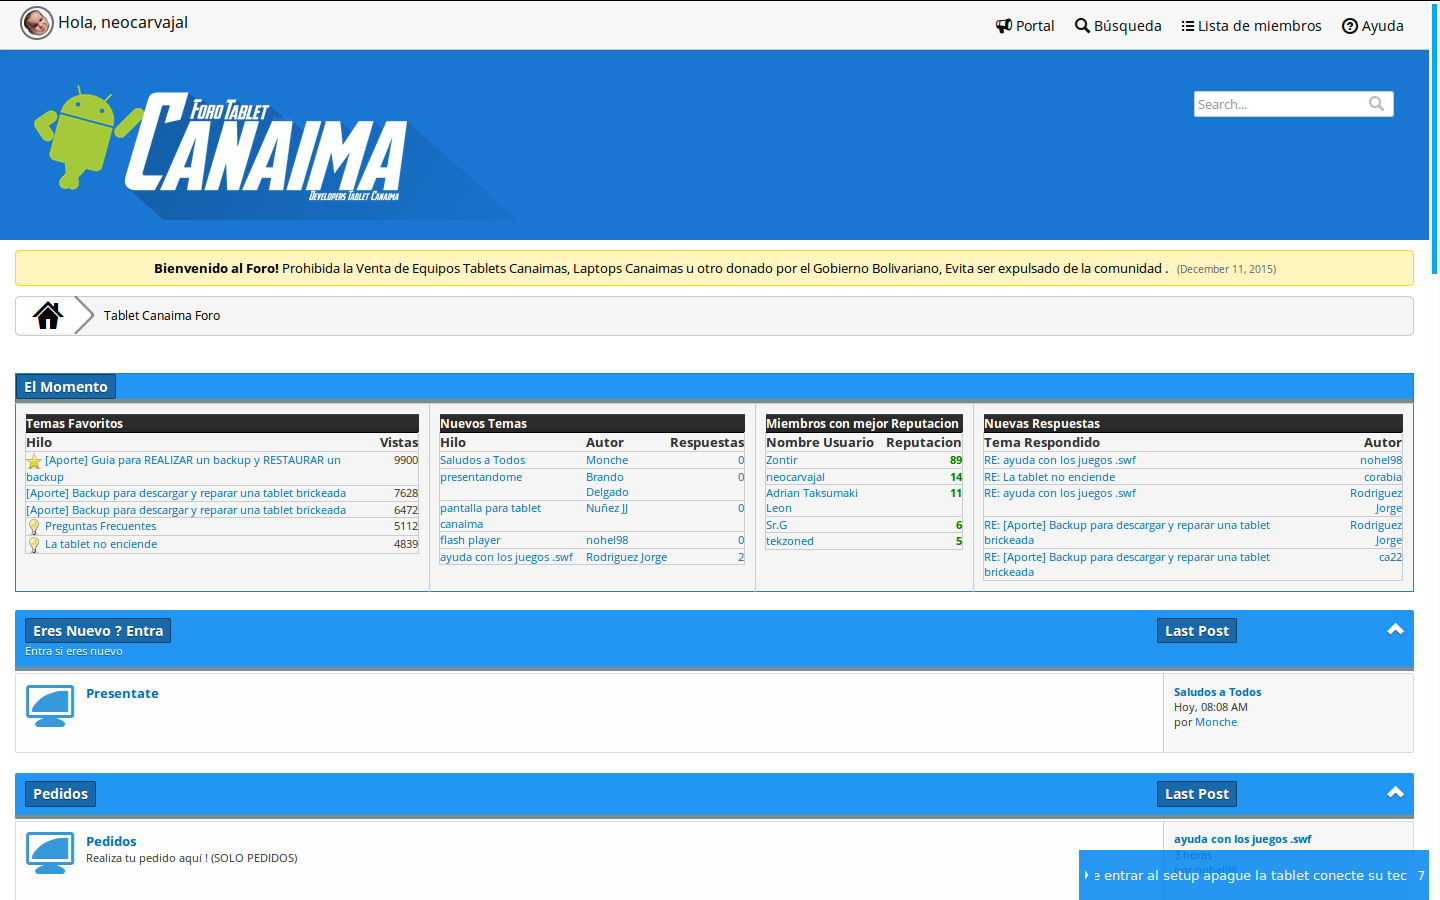 Hola, neocarvajal
Portal
Búsqueda
Lista de miembros
Ayuda
FORO TABLET
CANAIMA
DEVELOPERS TABLET CANAIMA
Search...
Bienvenido al Foro! Prohibida la Venta de Equipos Tablets Canaimas, Laptops Canaimas u otro donado por el Gobierno Bolivariano, Evita ser expulsado de la comunidad . (December 11, 2015)
Tablet Canaima Foro
El Momento
Temas Favoritos
Hilo Vistas
[Aporte] Guia para REALIZAR un backup y RESTAURAR un 9900
backup
[Aporte] Backup para descargar y reparar una tablet brickeada 7628
[Aporte] Backup para descargar y reparar una tablet brickeada 6472
Preguntas Frecuentes 5112
La tablet no enciende 4839
Nuevos Temas
Hilo Autor Respuestas
Saludos a Todos Monche 0
presentandome Brando 0
Delgado
pantalla para tablet Nuñez JJ 0
canaima
flash player nohel98 0
ayuda con los juegos .swf Rodriguez Jorge 2
Miembros con mejor Reputacion
Nombre Usuario Reputacion
Zontir 89
neocarvajal 14
Adrian Taksumaki 11
Leon
Sr.G 6
tekzoned 5
Nuevas Respuestas
Tema Respondido Autor
RE: ayuda con los juegos .swf nohel98
RE: La tablet no enciende corabia
RE: ayuda con los juegos .swf Rodriguez
Jorge
RE: [Aporte] Backup para descargar y reparar una tablet Rodriguez
brickeada Jorge
RE: [Aporte] Backup para descargar y reparar una tablet ca22
brickeada
Eres Nuevo ? Entra
Last Post
Entra si eres nuevo
Presentate
Saludos a Todos
Hoy, 08:08 AM
por Monche
Pedidos
Last Post
Pedidos
Realiza tu pedido aquí ! (SOLO PEDIDOS)
ayuda con los juegos .swf
3 horas
e entrar al setup apague la tablet conecte su tec 7